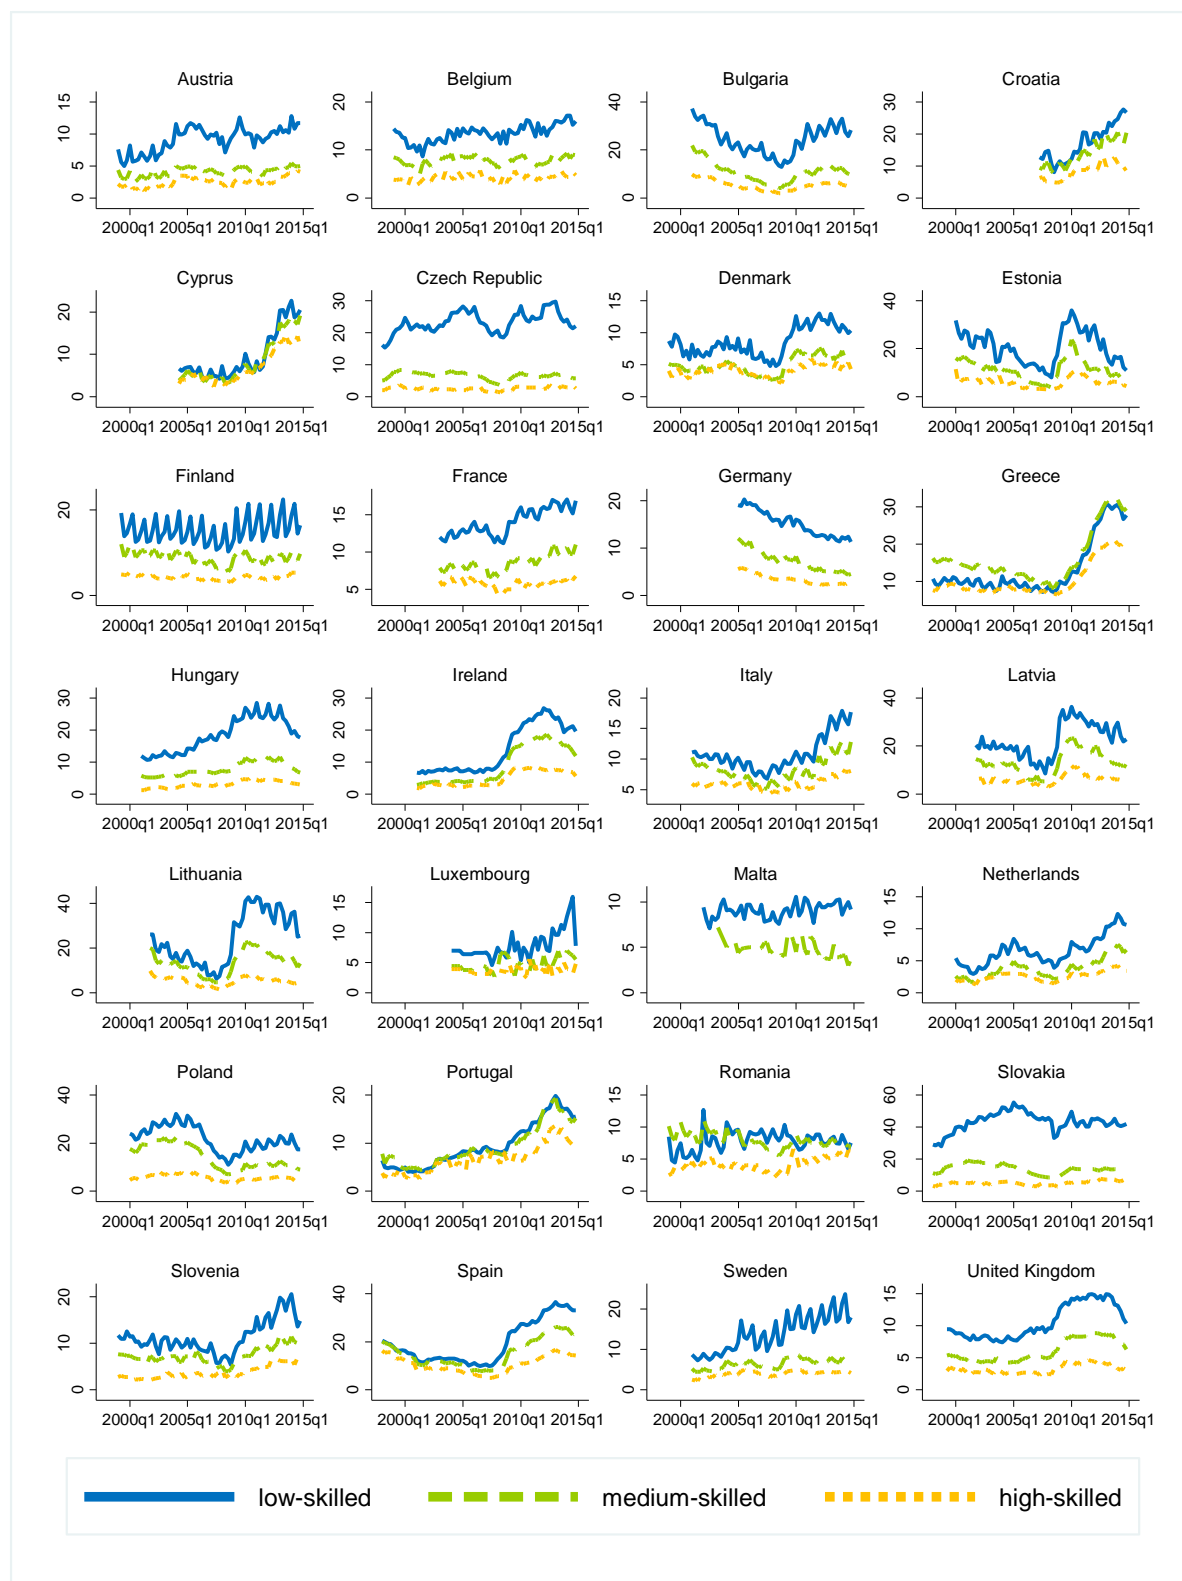 Austria Belgium Bulgaria Croatia
0 5 10 15 0 10 20 0 20 40 0 10 20 30
2000q1 2005q1 2010q1 2015q1 2000q1 2005q1 2010q1 2015q1 2000q1 2005q1 2010q1 2015q1 2000q1 2005q1 2010q1 2015q1
Cyprus Czech Republic Denmark Estonia
0 10 20 0 10 20 30 0 5 10 15 0 20 40
2000q1 2005q1 2010q1 2015q1 2000q1 2005q1 2010q1 2015q1 2000q1 2005q1 2010q1 2015q1 2000q1 2005q1 2010q1 2015q1
Finland France Germany Greece
0 10 20 5 10 15 0 10 20 10 20 30
2000q1 2005q1 2010q1 2015q1 2000q1 2005q1 2010q1 2015q1 2000q1 2005q1 2010q1 2015q1 2000q1 2005q1 2010q1 2015q1
Hungary Ireland Italy Latvia
0 10 20 30 0 10 20 30 5 10 15 20 0 20 40
2000q1 2005q1 2010q1 2015q1 2000q1 2005q1 2010q1 2015q1 2000q1 2005q1 2010q1 2015q1 2000q1 2005q1 2010q1 2015q1
Lithuania Luxembourg Malta Netherlands
0 20 40 0 5 10 15 0 5 10 0 5 10 15
2000q1 2005q1 2010q1 2015q1 2000q1 2005q1 2010q1 2015q1 2000q1 2005q1 2010q1 2015q1 2000q1 2005q1 2010q1 2015q1
Poland Portugal Romania Slovakia
0 20 40 0 10 20 0 5 10 15 0 20 40 60
2000q1 2005q1 2010q1 2015q1 2000q1 2005q1 2010q1 2015q1 2000q1 2005q1 2010q1 2015q1 2000q1 2005q1 2010q1 2015q1
Slovenia Spain Sweden United Kingdom
0 10 20 0 20 40 0 10 20 0 5 10 15
2000q1 2005q1 2010q1 2015q1 2000q1 2005q1 2010q1 2015q1 2000q1 2005q1 2010q1 2015q1 2000q1 2005q1 2010q1 2015q1
low-skilled medium-skilled high-skilled